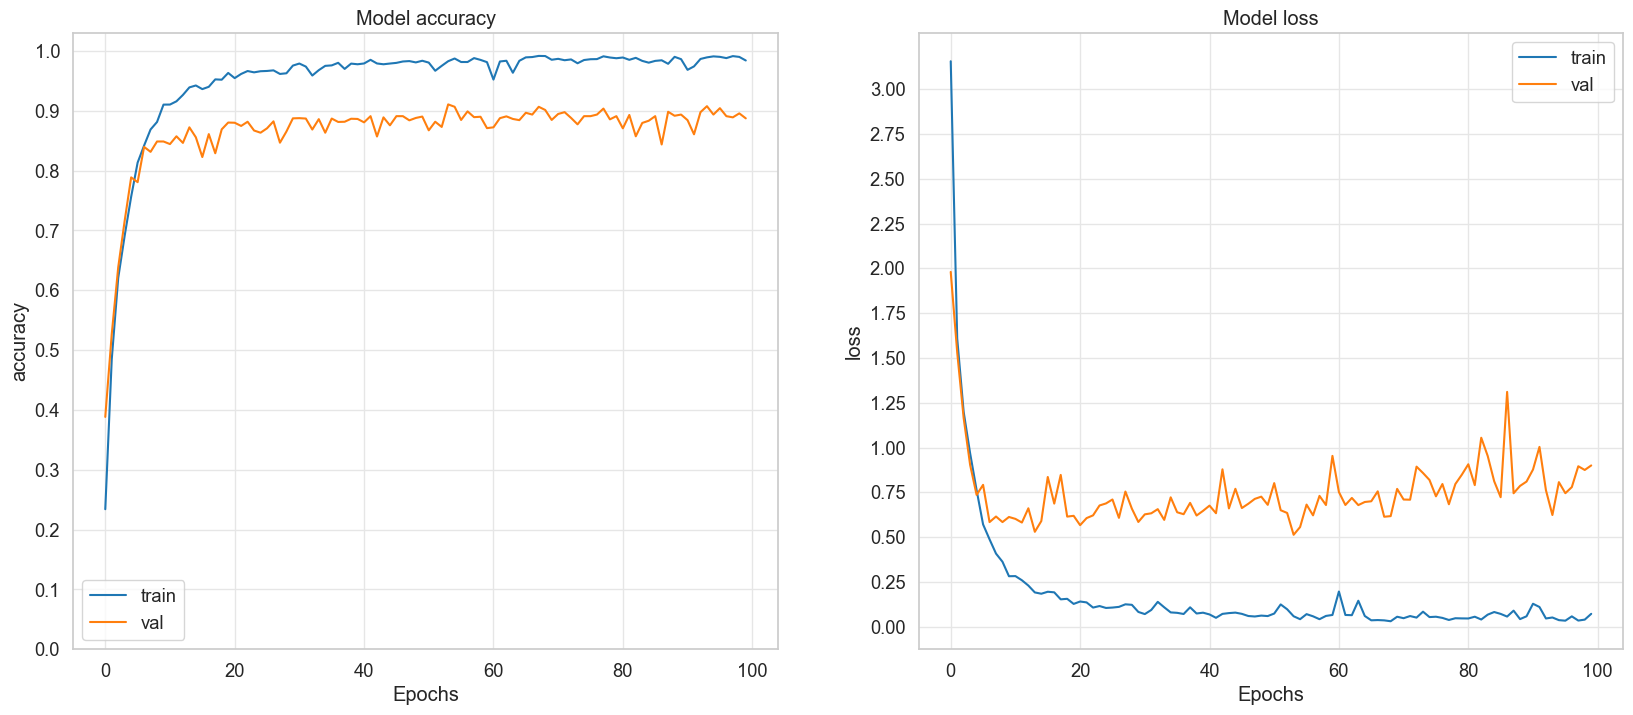 Model accuracy
1.0
0.9
0.8
0.7
0.6
0.5
0.4
0.3
0.2
0.1
0.0
accuracy
train
val
0 20 40 60 80 100
Epochs
Model loss
3.00
2.75
2.50
2.25
2.00
1.75
1.50
1.25
1.00
0.75
0.50
0.25
0.00
loss
train
val
0 20 40 60 80 100
Epochs